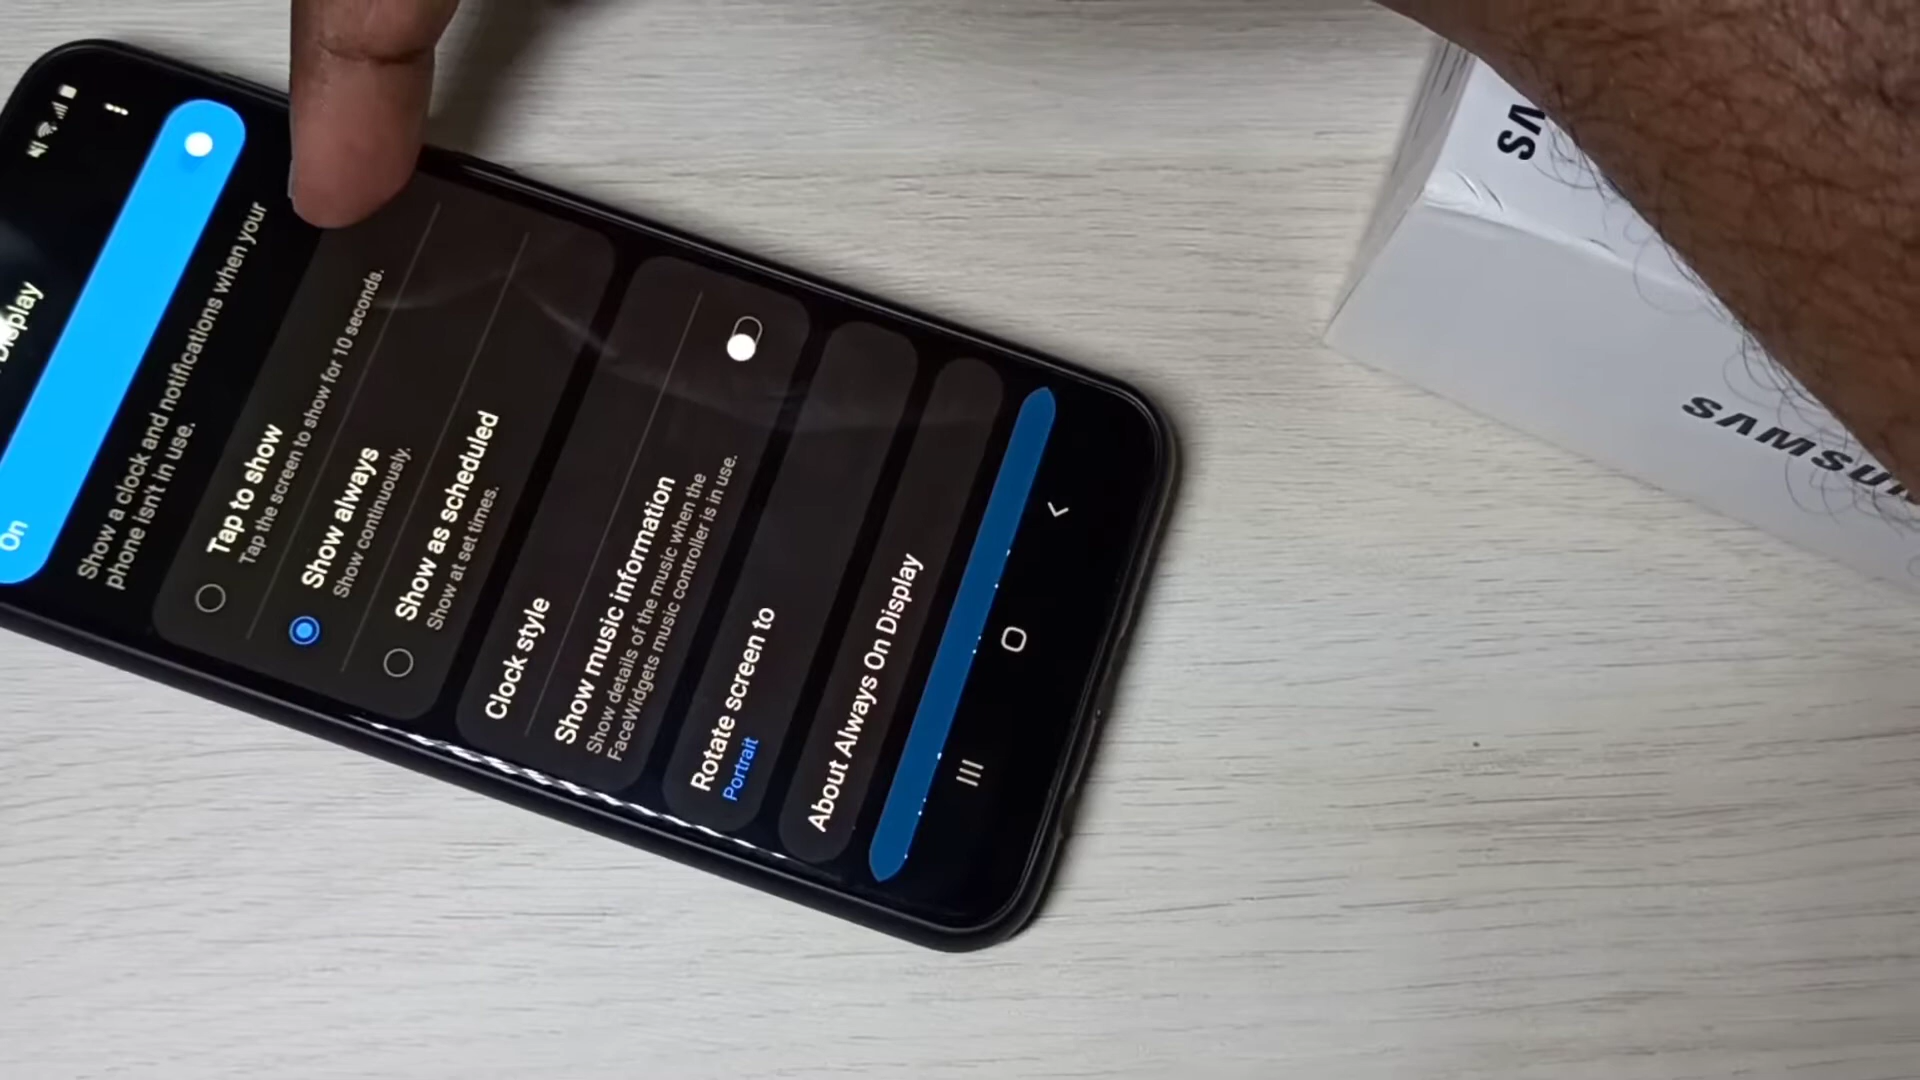 Display
On
Show a clock and notifications when your
phone isn't in use.
Tap to show
Tap the screen to show for 10 seconds.
Show always
Show continuously.
Show as scheduled
Show at set times.
Clock style
Show music information
Show details of the music when the
FaceWidgets music controller is in use.
Rotate screen to
Portrait
About Always On Display
SA
SAMSU